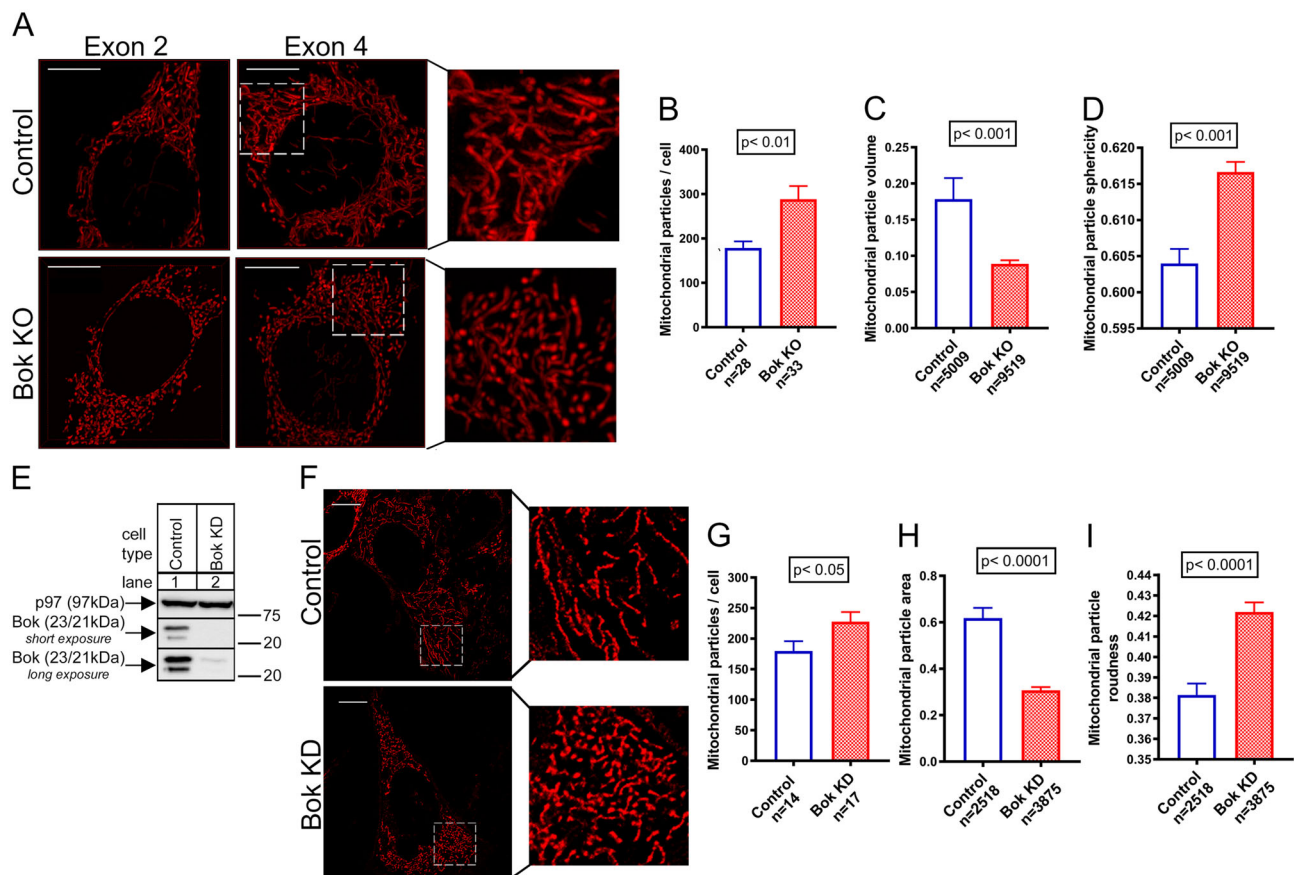 A
Exon 2
Exon 4
Control
Bok KO
B
p< 0.01
Mitochondrial particles / cell
400
300
200
100
0
Control
n=28
Bok KO
n=33
C
p< 0.001
Mitochondrial particle volume
0.25
0.20
0.15
0.10
0.05
0.00
Control
n=5009
Bok KO
n=9519
D
p< 0.001
Mitochondrial particle sphericity
0.620
0.615
0.610
0.605
0.600
0.595
Control
n=5009
Bok KO
n=9519
E
cell
type
Control
Bok KD
lane
1
2
p97 (97kDa)
75
Bok (23/21kDa)
short exposure
20
Bok (23/21kDa)
long exposure
20
F
Control
Bok KD
G
p< 0.05
Mitochondrial particles / cell
300
250
200
150
100
50
0
Control
n=14
Bok KD
n=17
H
p< 0.0001
Mitochondrial particle area
0.8
0.6
0.4
0.2
0.0
Control
n=2518
Bok KD
n=3875
I
p< 0.0001
Mitochondrial particle
roudness
0.44
0.43
0.42
0.41
0.40
0.39
0.38
0.37
0.36
0.35
Control
n=2518
Bok KD
n=3875